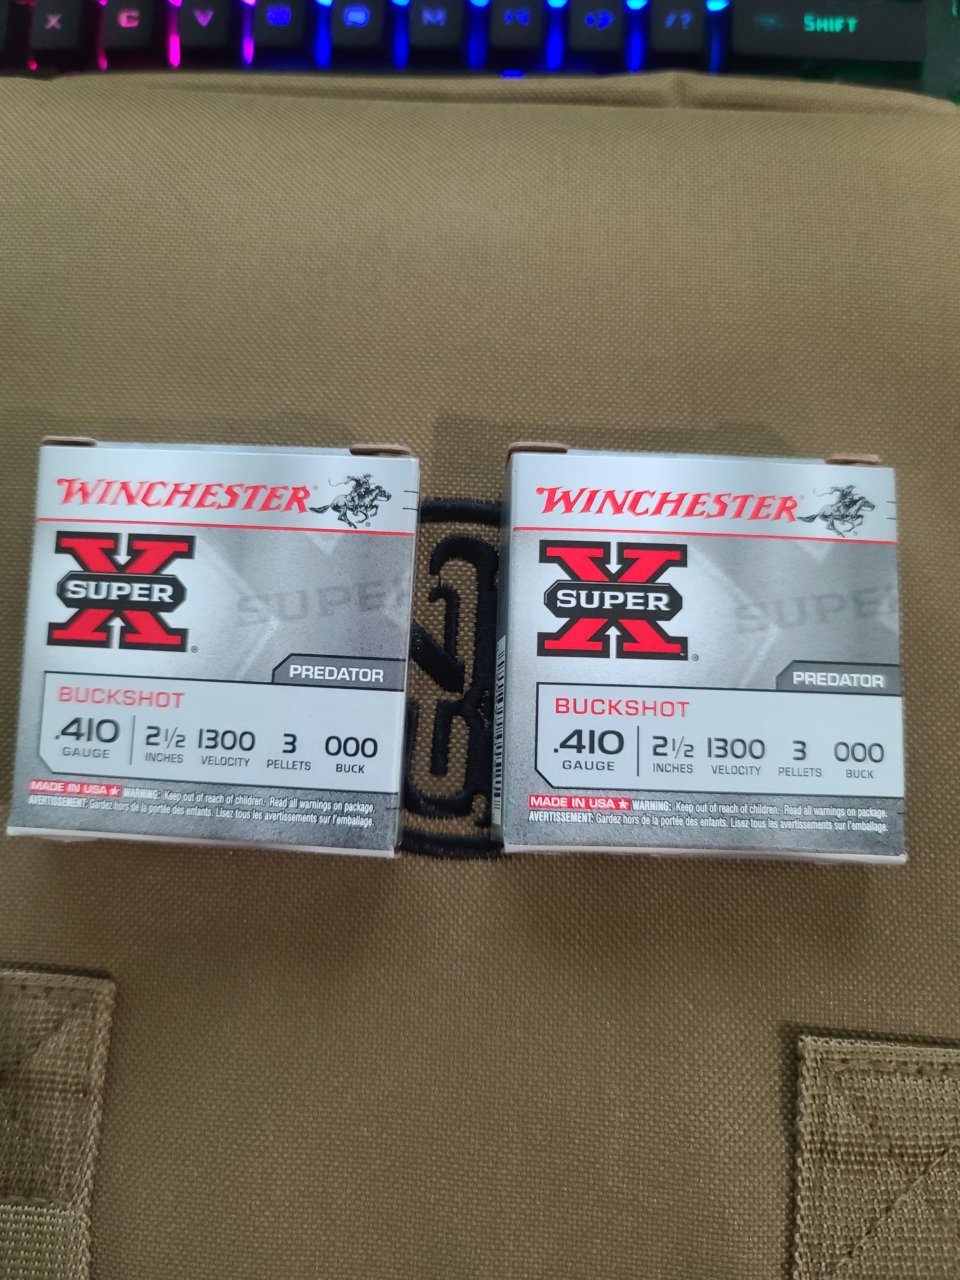 X C V M /? SHIFT
WINCHESTER®
SUPER X®
SUPER
PREDATOR
BUCKSHOT
.410 2 1/2 1300 3 000
GAUGE INCHES VELOCITY PELLETS BUCK
MADE IN USA ★ WARNING: Keep out of reach of children. Read all warnings on package.
AVERTISSEMENT: Gardez hors de la portée des enfants. Lisez tous les avertissements sur l'emballage.
WINCHESTER®
SUPER X®
SUPER
PREDATOR
BUCKSHOT
.410 2 1/2 1300 3 000
GAUGE INCHES VELOCITY PELLETS BUCK
MADE IN USA ★ WARNING: Keep out of reach of children. Read all warnings on package.
AVERTISSEMENT: Gardez hors de la portée des enfants. Lisez tous les avertissements sur l'emballage.